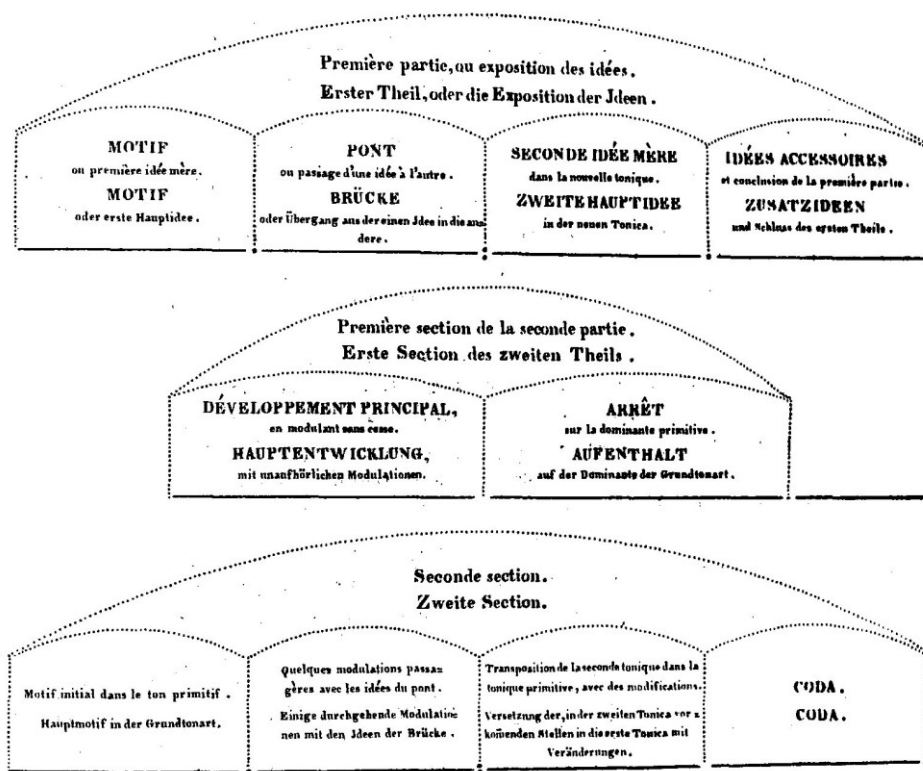 Première partie, ou exposition des idées.
Erster Theil, oder die Exposition der Jdeen.
MOTIF
ou première idée mère.
MOTIF
oder erste Hauptidee.
PONT
ou passage d'une idée à l'autre.
BRÜCKE
oder Übergang aus der einen Jdee in die an=
dere.
SECONDE IDÉE MÈRE
dans la nouvelle tonique.
ZWEITE HAUPTIDEE
in der neuen Tonica.
IDÉES ACCESSOIRES
et conclusion de la première partie.
ZUSATZIDEEN
und Schluss des ersten Theils.
Première section de la seconde partie.
Erste Section des zweiten Theils.
DÉVELOPPEMENT PRINCIPAL,
en modulant sans cesse.
HAUPTENTWICKLUNG,
mit unaufhörlichen Modulationen.
ARRÊT
sur la dominante primitive.
AUFENTHALT
auf der Dominante der Grundtonart.
Seconde section.
Zweite Section.
Motif initial dans le ton primitif.
Hauptmotif in der Grundtonart.
Quelques modulations passa=
gères avec les idées du pont.
Einige durchgehende Modulatio=
nen mit den Jdeen der Brücke.
Transposition de la seconde tonique dans la
tonique primitive, avec des modifications.
Versetzung der, in der zweiten Tonica vor=
kom̅enden Stellen in die erste Tonica mit
Veränderungen.
CODA.
CODA.